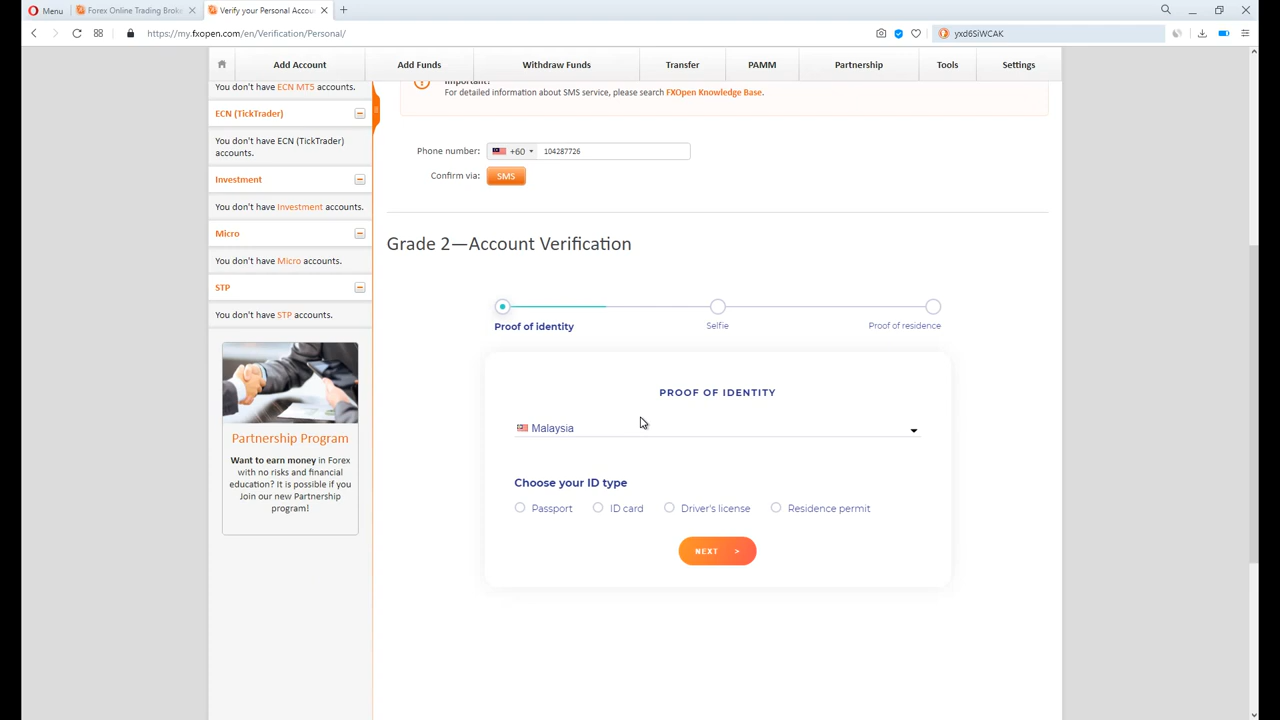 Menu
Forex Online Trading Broke
Verify your Personal Accou
https://my.fxopen.com/en/Verification/Personal/
yxd6SiWCAK
Add Account
Add Funds
Withdraw Funds
Transfer
PAMM
Partnership
Tools
Settings
You don't have ECN MT5 accounts.
ECN (TickTrader)
You don't have ECN (TickTrader)
accounts.
Investment
You don't have Investment accounts.
Micro
You don't have Micro accounts.
STP
You don't have STP accounts.
Partnership Program
Want to earn money in Forex
with no risks and financial
education? It is possible if you
Join our new Partnership
program!
Important!
For detailed information about SMS service, please search FXOpen Knowledge Base.
Phone number: +60 104287726
Confirm via: SMS
Grade 2—Account Verification
Proof of identity
Selfie
Proof of residence
PROOF OF IDENTITY
Malaysia
Choose your ID type
Passport ID card Driver's license Residence permit
NEXT >